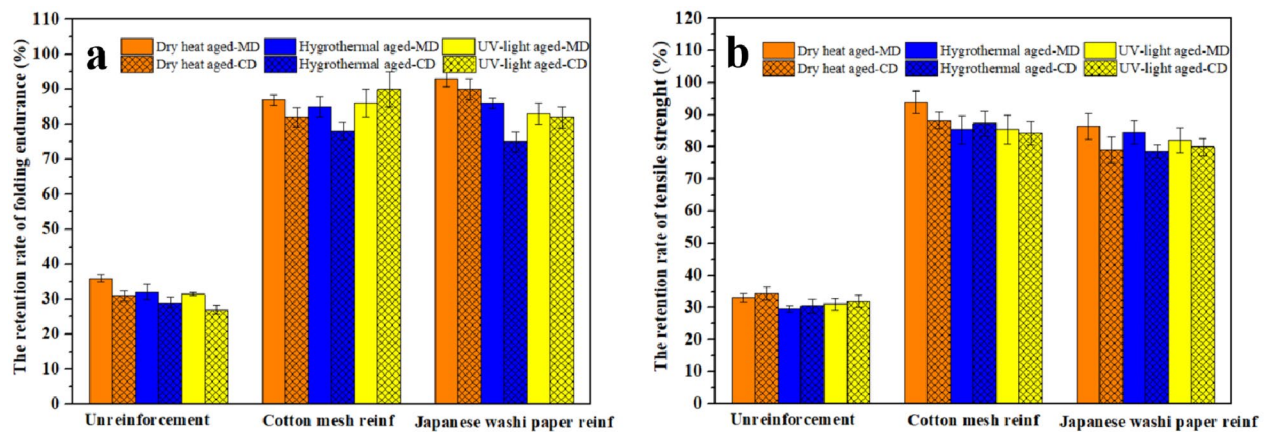 The retention rate of folding endurance (%)
110
100
90
80
70
60
50
40
30
20
10
0
a
Dry heat aged-MD Hygrothermal aged-MD UV-light aged-MD
Dry heat aged-CD Hygrothermal aged-CD UV-light aged-CD
Unreinforcement Cotton mesh reinf Japanese washi paper reinf
The retention rate of tensile strenght (%)
120
110
100
90
80
70
60
50
40
30
20
10
0
b
Dry heat aged-MD Hygrothermal aged-MD UV-light aged-MD
Dry heat aged-CD Hygrothermal aged-CD UV-light aged-CD
Unreinforcement Cotton mesh reinf Japanese washi paper reinf